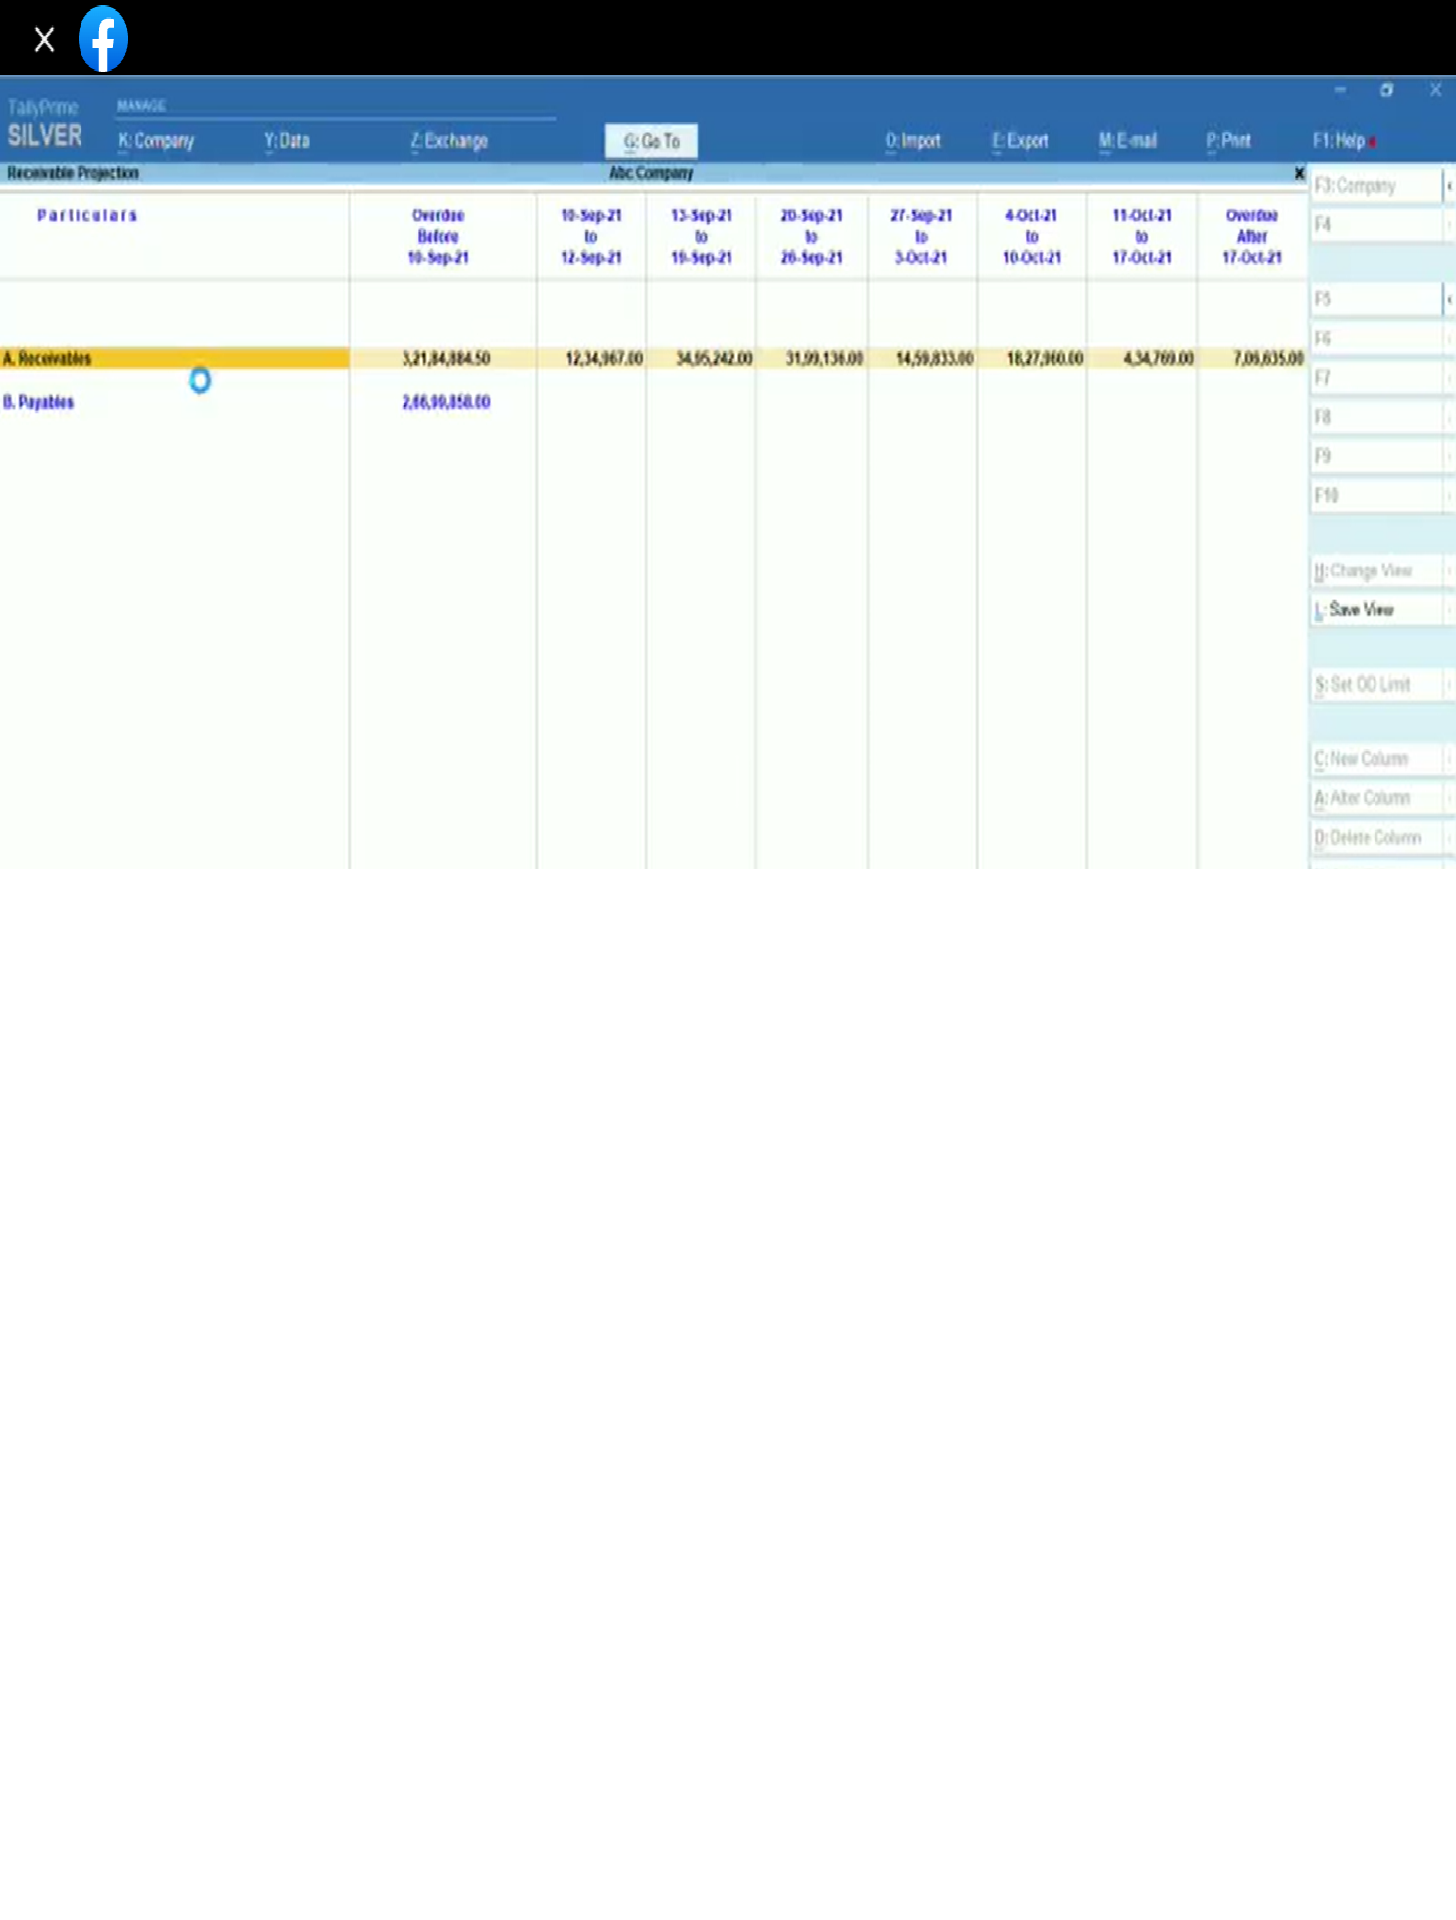 X
TallyPrime
MANAGE
SILVER
K: Company
Y: Data
Z: Exchange
G: Go To
O: Import
E: Export
M: E-mail
P: Print
F1: Help
Receivable Projection
Abc Company
x
F3: Company
F4
Particulars
Overdue Before 10-Sep-21
10-Sep-21 to 12-Sep-21
13-Sep-21 to 19-Sep-21
20-Sep-21 to 26-Sep-21
27-Sep-21 to 3-Oct-21
4-Oct-21 to 10-Oct-21
11-Oct-21 to 17-Oct-21
Overdue After 17-Oct-21
A. Receivables 3,21,84,884.50 12,34,967.00 34,95,242.00 31,99,136.00 14,59,833.00 18,27,960.00 4,34,769.00 7,06,635.00
B. Payables 2,66,99,858.00
F5
F6
F7
F8
F9
F10
H: Change View
L: Save View
S: Set OD Limit
C: New Column
A: Alter Column
D: Delete Column